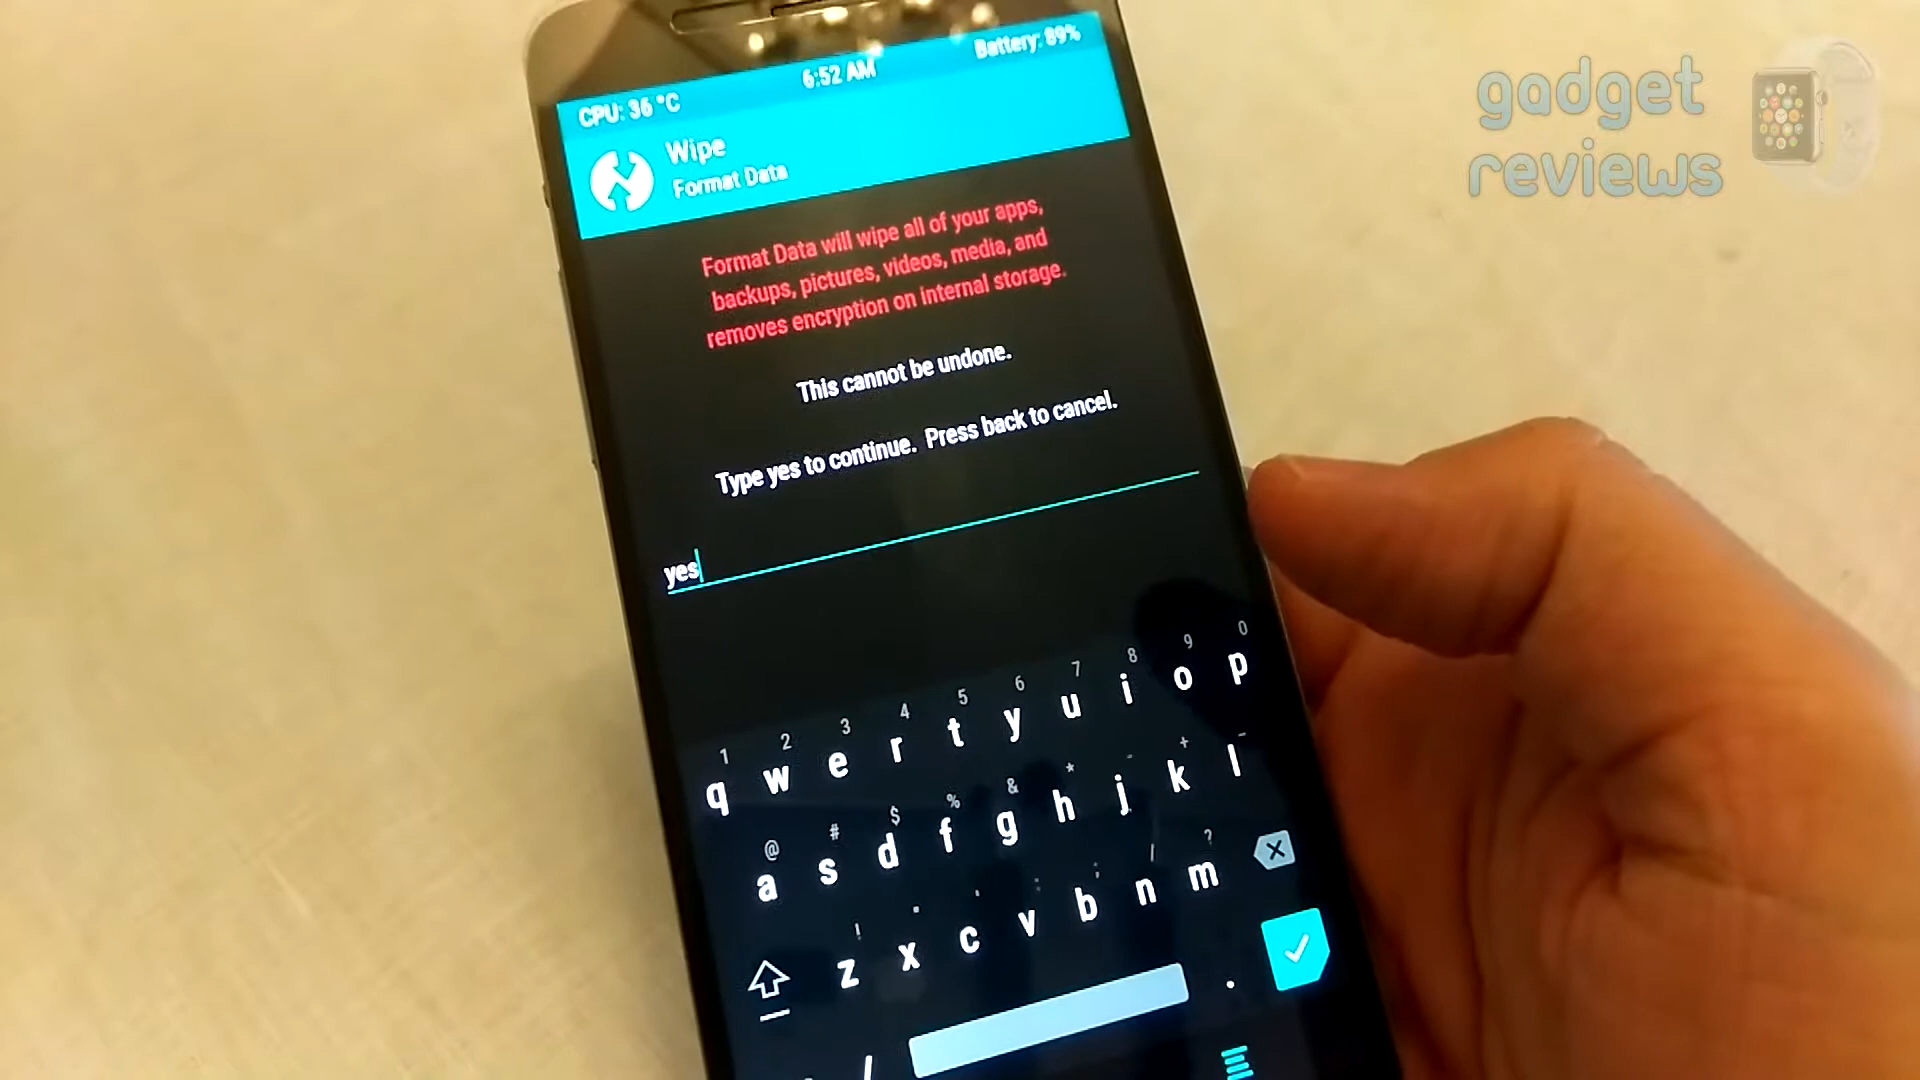 gadget
reviews
CPU: 36 °C
6:52 AM
Battery: 89%
Wipe
Format Data
Format Data will wipe all of your apps,
backups, pictures, videos, media, and
removes encryption on internal storage.
This cannot be undone.
Type yes to continue. Press back to cancel.
yes
1 2 3 4 5 6 7 8 9 0
q w e r t y u i o p
@ # $ % & * - + _
a s d f g h j k l
! ?
z x c v b n m
/ .